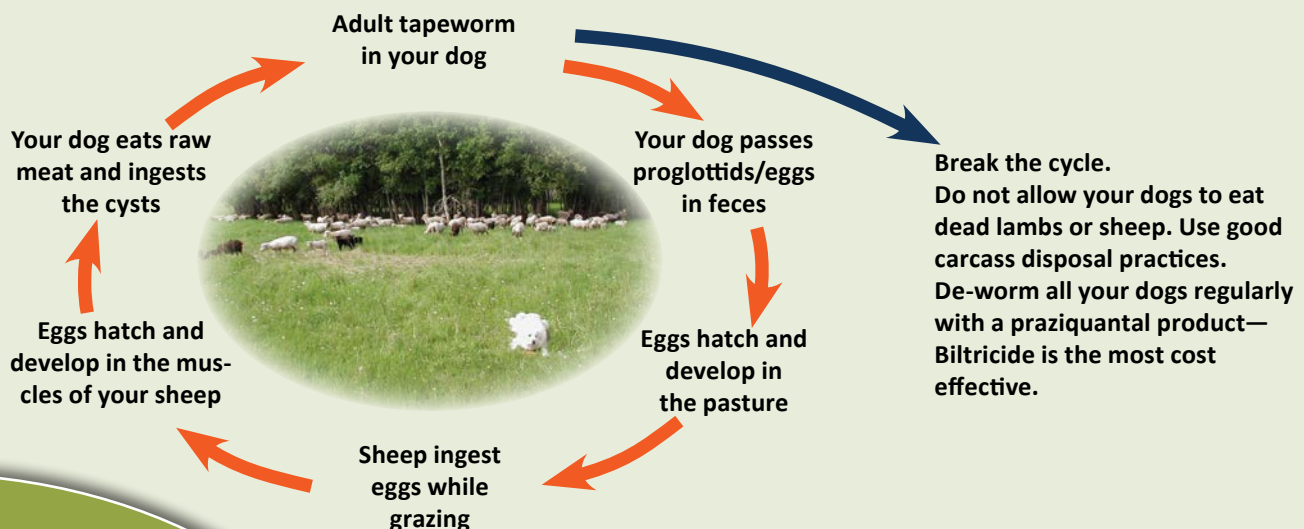 Adult tapeworm
in your dog
Your dog passes
proglottids/eggs
in feces
Eggs hatch and
develop in
the pasture
Sheep ingest
eggs while
grazing
Eggs hatch and
develop in the mus-
cles of your sheep
Your dog eats raw
meat and ingests
the cysts
Break the cycle.
Do not allow your dogs to eat
dead lambs or sheep. Use good
carcass disposal practices.
De-worm all your dogs regularly
with a praziquantal product—
Biltricide is the most cost
effective.